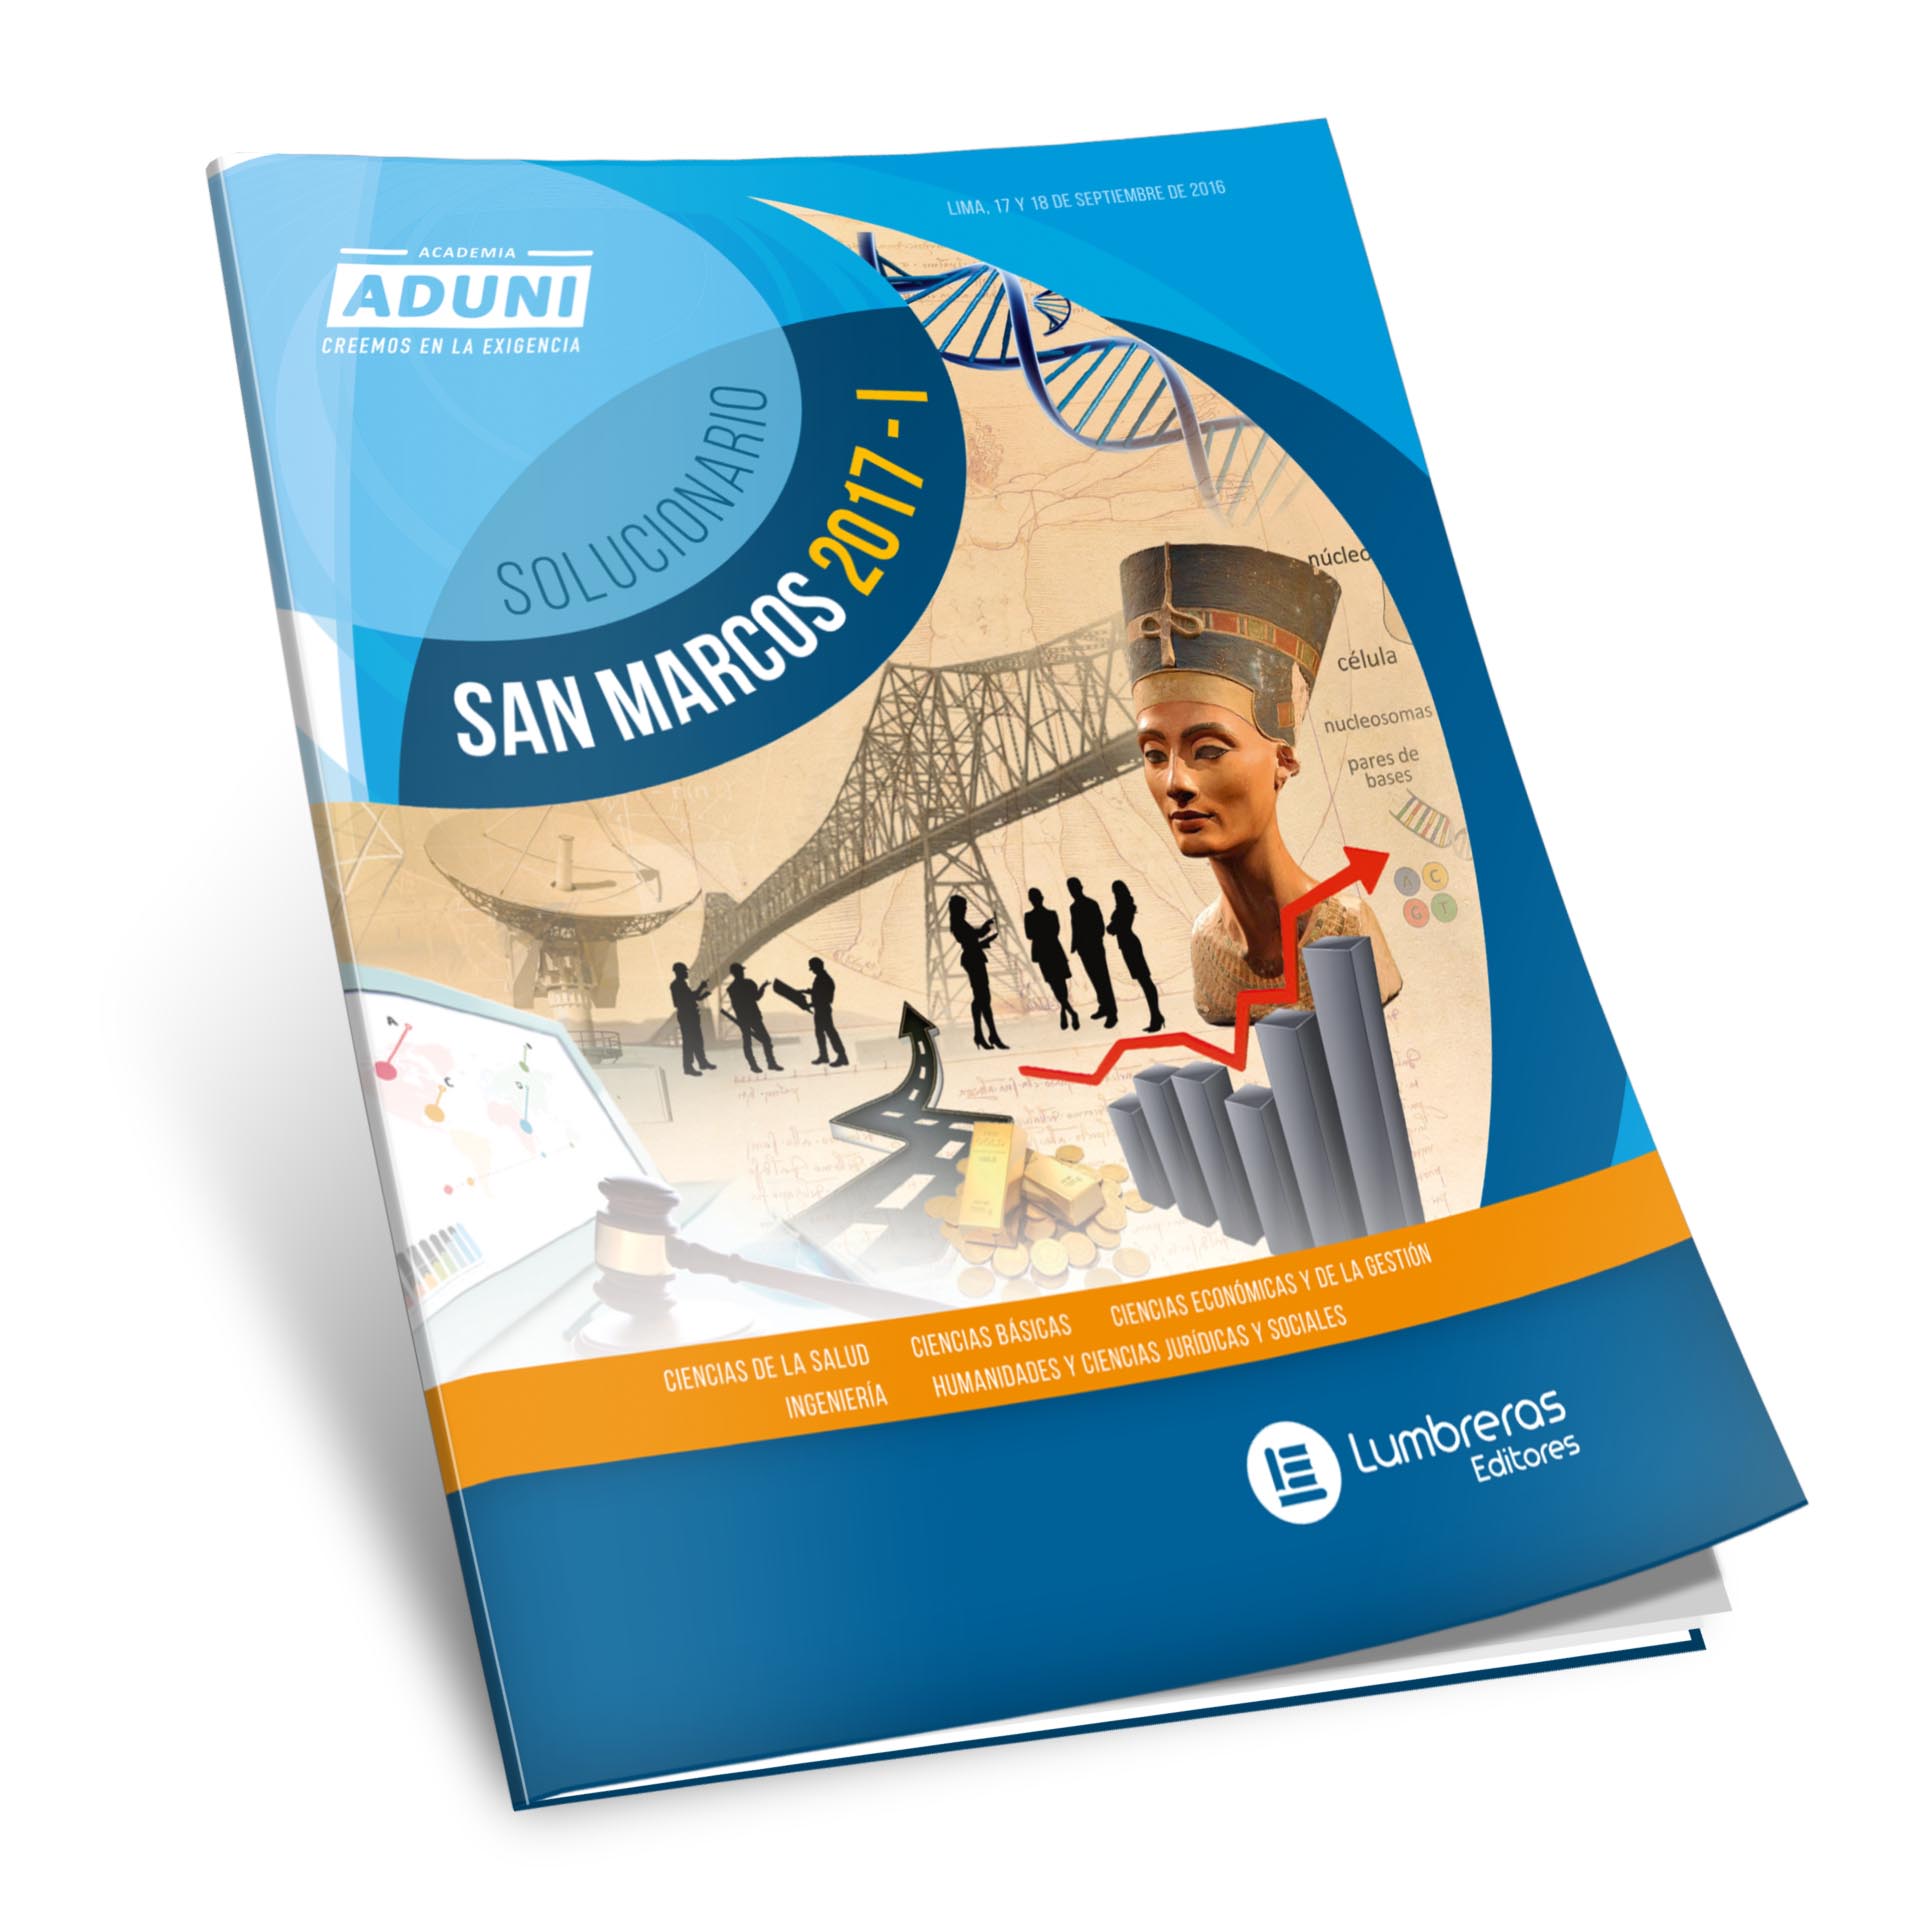 LIMA, 17 Y 18 DE SEPTIEMBRE DE 2016
ACADEMIA
ADUNI
CREEMOS EN LA EXIGENCIA
SOLUCIONARIO
SAN MARCOS 2017 - I
núcleo
célula
nucleosomas
pares de
bases
A C
G T
A
C
CIENCIAS DE LA SALUD CIENCIAS BÁSICAS CIENCIAS ECONÓMICAS Y DE LA GESTIÓN
INGENIERÍA HUMANIDADES Y CIENCIAS JURÍDICAS Y SOCIALES
Lumbreras
Editores